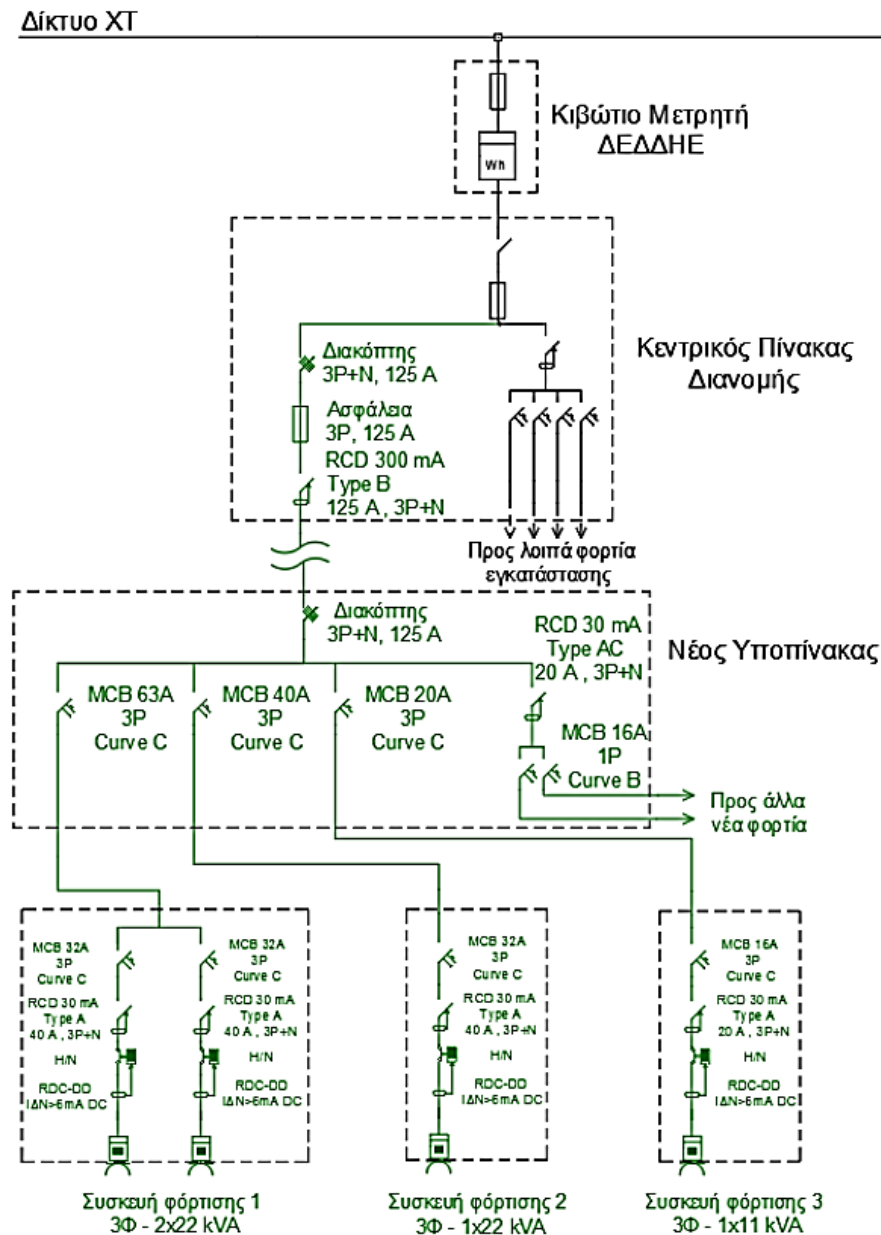 Δίκτυο ΧΤ
Κιβώτιο Μετρητή
ΔΕΔΔΗΕ
Wh
Κεντρικός Πίνακας
Διανομής
Διακόπτης
3P+N, 125 A
Ασφάλεια
3P, 125 A
RCD 300 mA
Type B
125 A , 3P+N
Προς λοιπά φορτία
εγκατάστασης
Διακόπτης
3P+N, 125 A
RCD 30 mA
Type AC
20 A , 3P+N
Νέος Υποπίνακας
MCB 63A
3P
Curve C
MCB 40A
3P
Curve C
MCB 20A
3P
Curve C
MCB 16A
1P
Curve B
Προς άλλα
νέα φορτία
MCB 32A
3P
Curve C
RCD 30 mA
Type A
40 A , 3P+N
RDC-DD
IΔN>6mA DC
MCB 32A
3P
Curve C
RCD 30 mA
Type A
40 A , 3P+N
H/N
RDC-DD
IΔN>6mA DC
MCB 32A
3P
Curve C
RCD 30 mA
Type A
40 A , 3P+N
H/N
RDC-DD
IΔN>6mA DC
MCB 16A
3P
Curve C
RCD 30 mA
Type A
20 A , 3P+N
H/N
RDC-DD
IΔN>6mA DC
Συσκευή φόρτισης 1
3Φ - 2x22 kVA
Συσκευή φόρτισης 2
3Φ - 1x22 kVA
Συσκευή φόρτισης 3
3Φ - 1x11 kVA